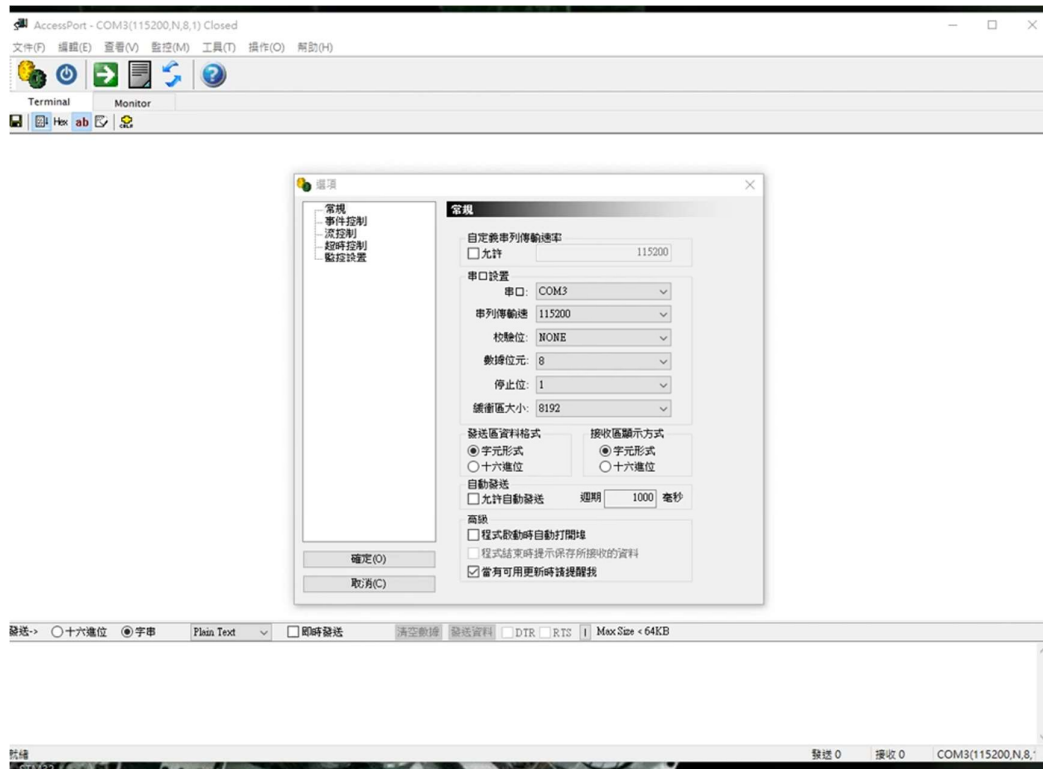 AccessPort - COM3(115200,N,8,1) Closed
文件(F) 編輯(E) 查看(V) 監控(M) 工具(T) 操作(O) 幫助(H)
Terminal Monitor
Hex ab
選項
常規
事件控制
流控制
超時控制
監控設置
確定(O)
取消(C)
常規
自定義串列傳輸速率
允許 115200
串口設置
串口: COM3
串列傳輸速 115200
校驗位: NONE
數據位元: 8
停止位: 1
緩衝區大小: 8192
發送區資料格式
字元形式
十六進位
接收區顯示方式
字元形式
十六進位
自動發送
允許自動發送 週期 1000 毫秒
高級
程式啟動時自動打開埠
程式結束時提示保存所接收的資料
當有可用更新時請提醒我
發送-> 十六進位 字串 Plain Text 即時發送 清空數據 發送資料 DTR RTS Max Size < 64KB
就緒 發送 0 接收 0 COM3(115200,N,8,